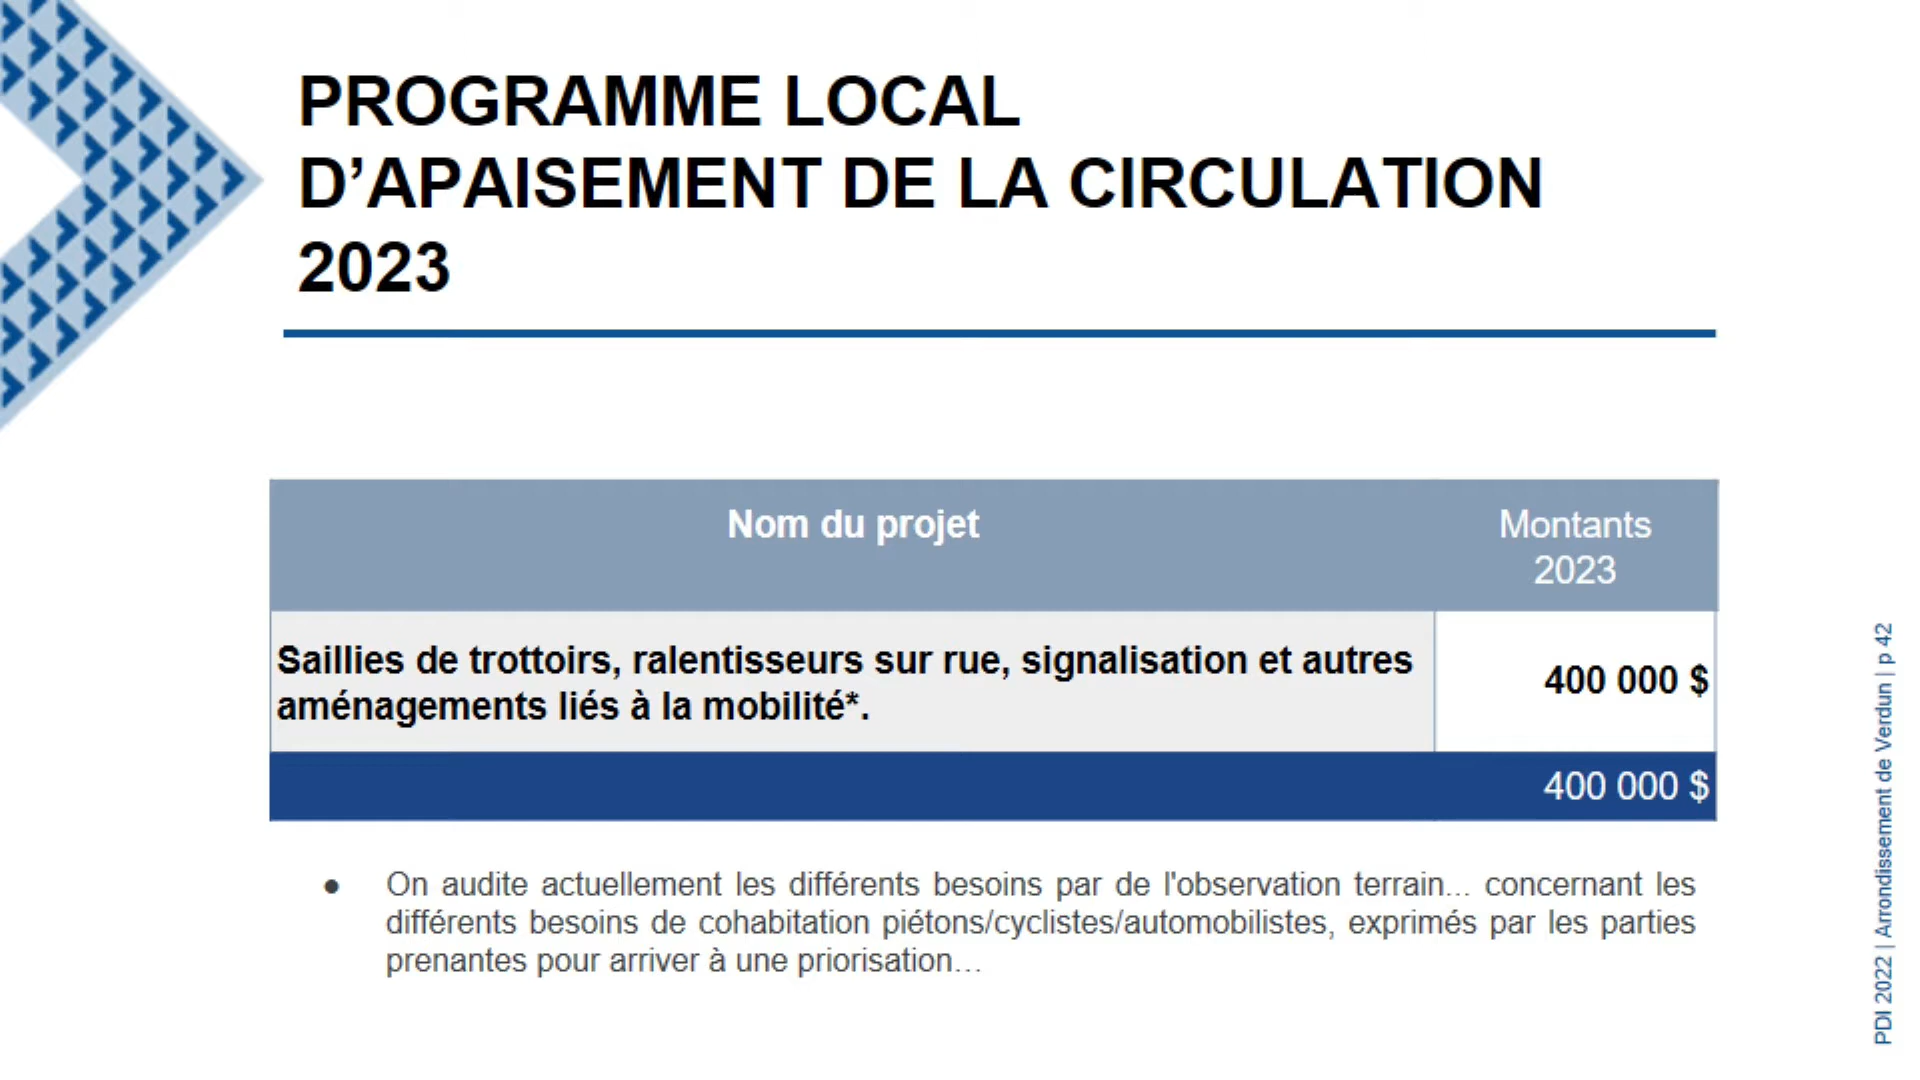 PROGRAMME LOCAL
D’APAISEMENT DE LA CIRCULATION
2023
Nom du projet
Montants
2023
Saillies de trottoirs, ralentisseurs sur rue, signalisation et autres
aménagements liés à la mobilité*.
400 000 $
400 000 $
● On audite actuellement les différents besoins par de l'observation terrain... concernant les
différents besoins de cohabitation piétons/cyclistes/automobilistes, exprimés par les parties
prenantes pour arriver à une priorisation…
PDI 2022 | Arrondissement de Verdun | p 42